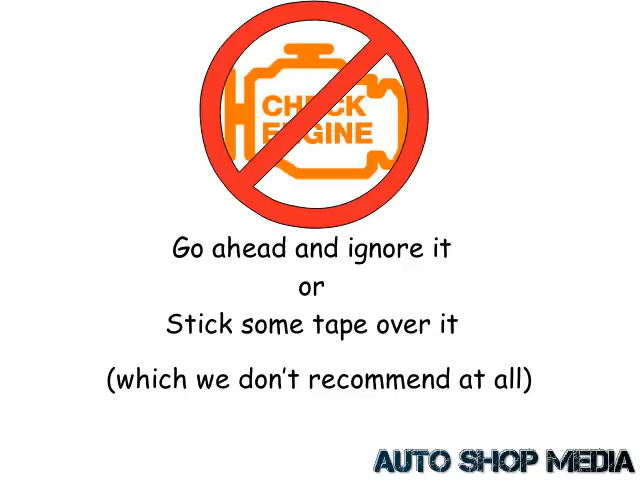 CHECK
ENGINE
Go ahead and ignore it
or
Stick some tape over it
(which we don't recommend at all)
AUTO SHOP MEDIA